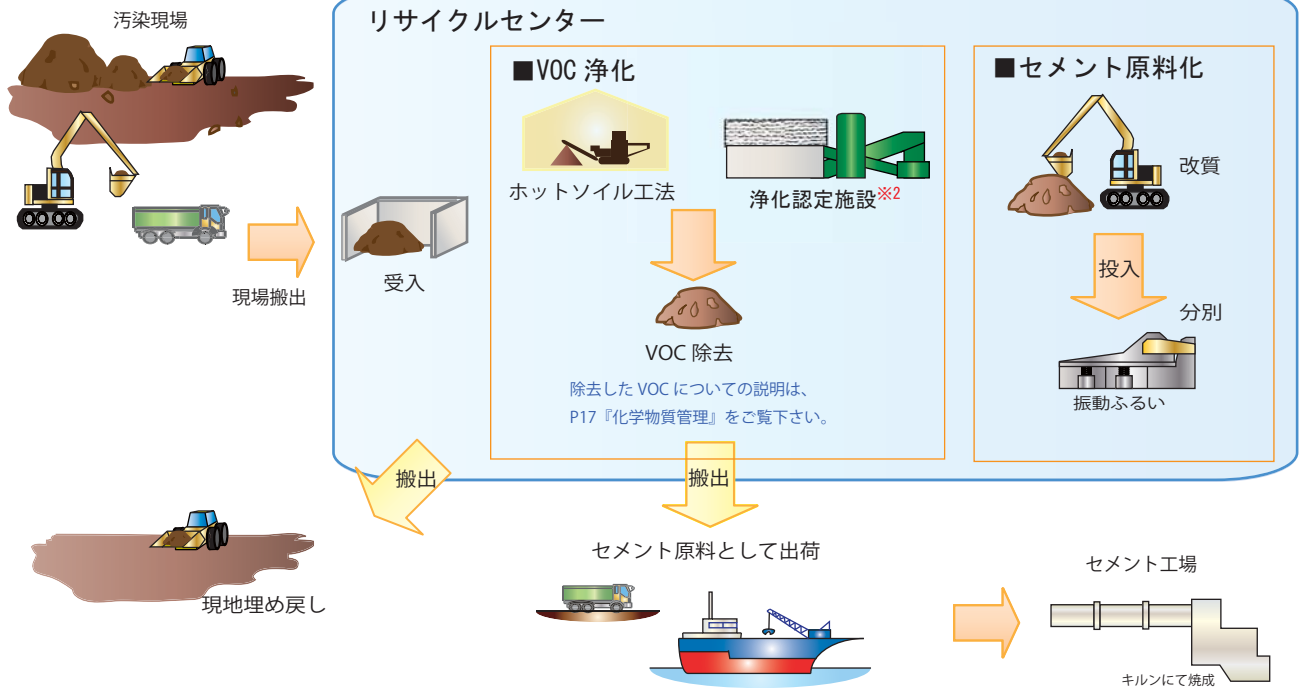 汚染現場
現場搬出
リサイクルセンター
受入
■VOC 浄化
ホットソイル工法
浄化認定施設※2
VOC 除去
除去した VOC についての説明は、
P17『化学物質管理』をご覧下さい。
■セメント原料化
改質
投入
分別
振動ふるい
搬出
搬出
現地埋め戻し
セメント原料として出荷
セメント工場
キルンにて焼成